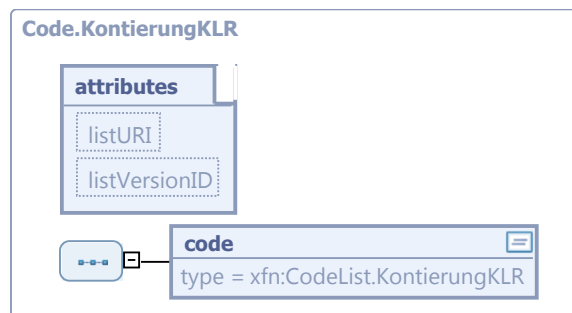 Code.KontierungKLR
attributes
listURI
listVersionID
code
type = xfn:CodeList.KontierungKLR